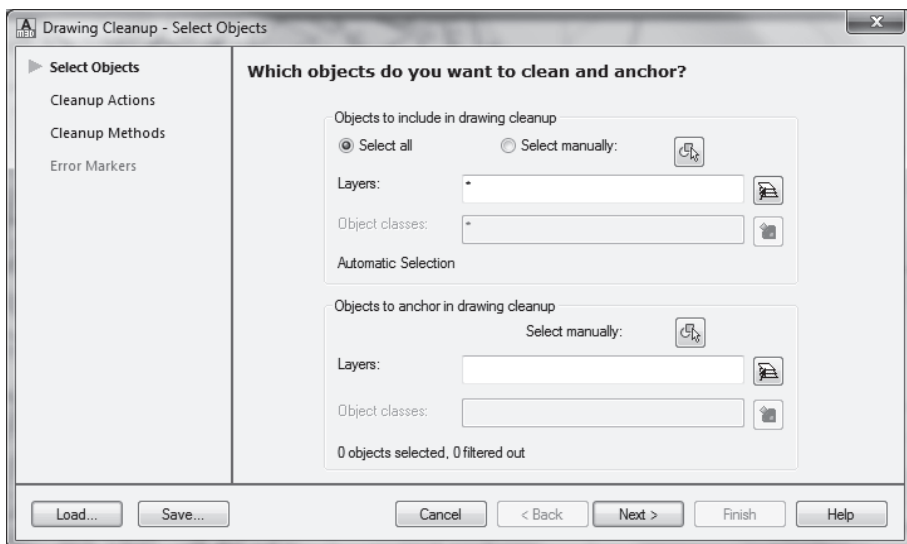 Drawing Cleanup - Select Objects
Select Objects
Cleanup Actions
Cleanup Methods
Error Markers
Which objects do you want to clean and anchor?
Objects to include in drawing cleanup
Select all Select manually:
Layers: *
Object classes: *
Automatic Selection
Objects to anchor in drawing cleanup
Select manually:
Layers:
Object classes:
0 objects selected, 0 filtered out
Load... Save... Cancel < Back Next > Finish Help